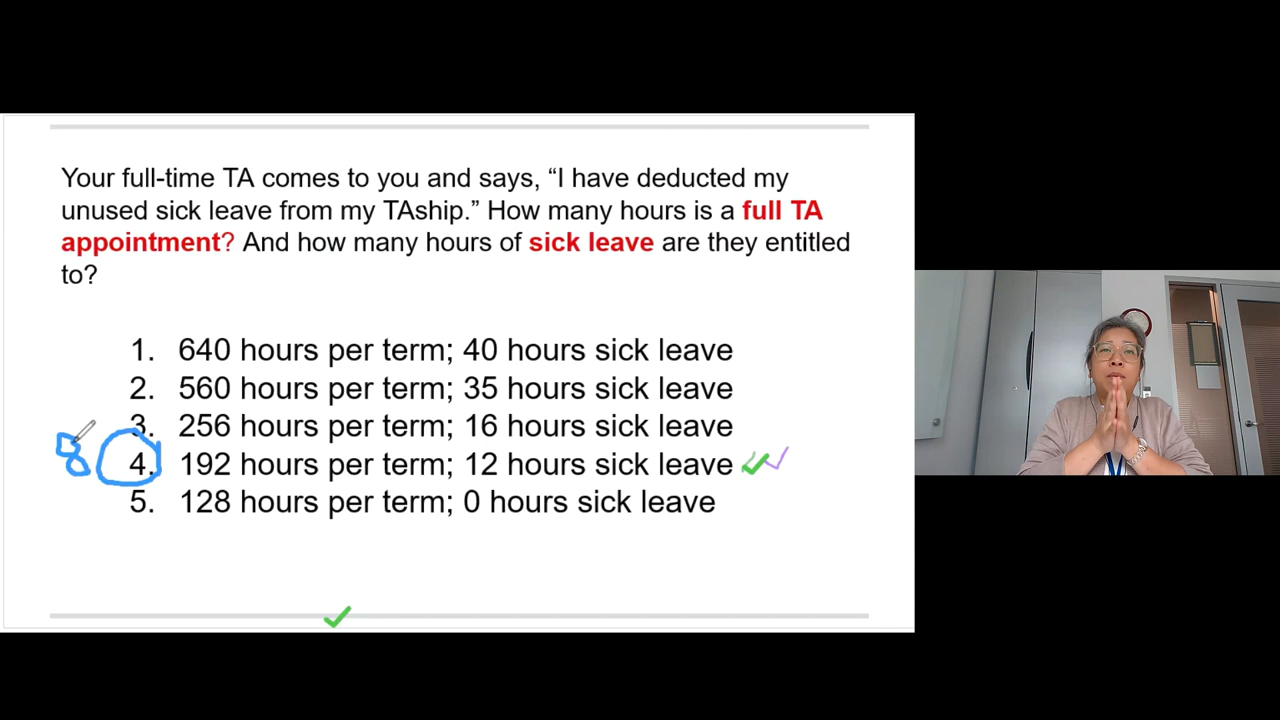 Your full-time TA comes to you and says, “I have deducted my
unused sick leave from my TAship.” How many hours is a full TA
appointment? And how many hours of sick leave are they entitled
to?
1. 640 hours per term; 40 hours sick leave
2. 560 hours per term; 35 hours sick leave
3. 256 hours per term; 16 hours sick leave
8 4. 192 hours per term; 12 hours sick leave
5. 128 hours per term; 0 hours sick leave